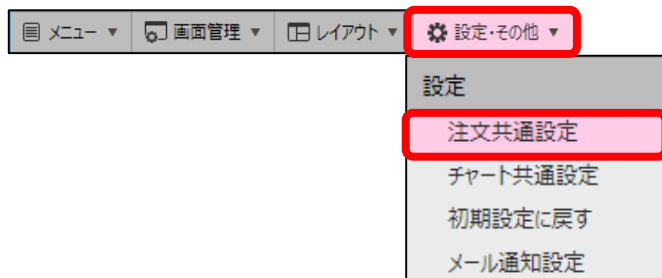 メニュー ▼ 画面管理 ▼ レイアウト ▼ 設定・その他 ▼
設定
注文共通設定
チャート共通設定
初期設定に戻す
メール通知設定